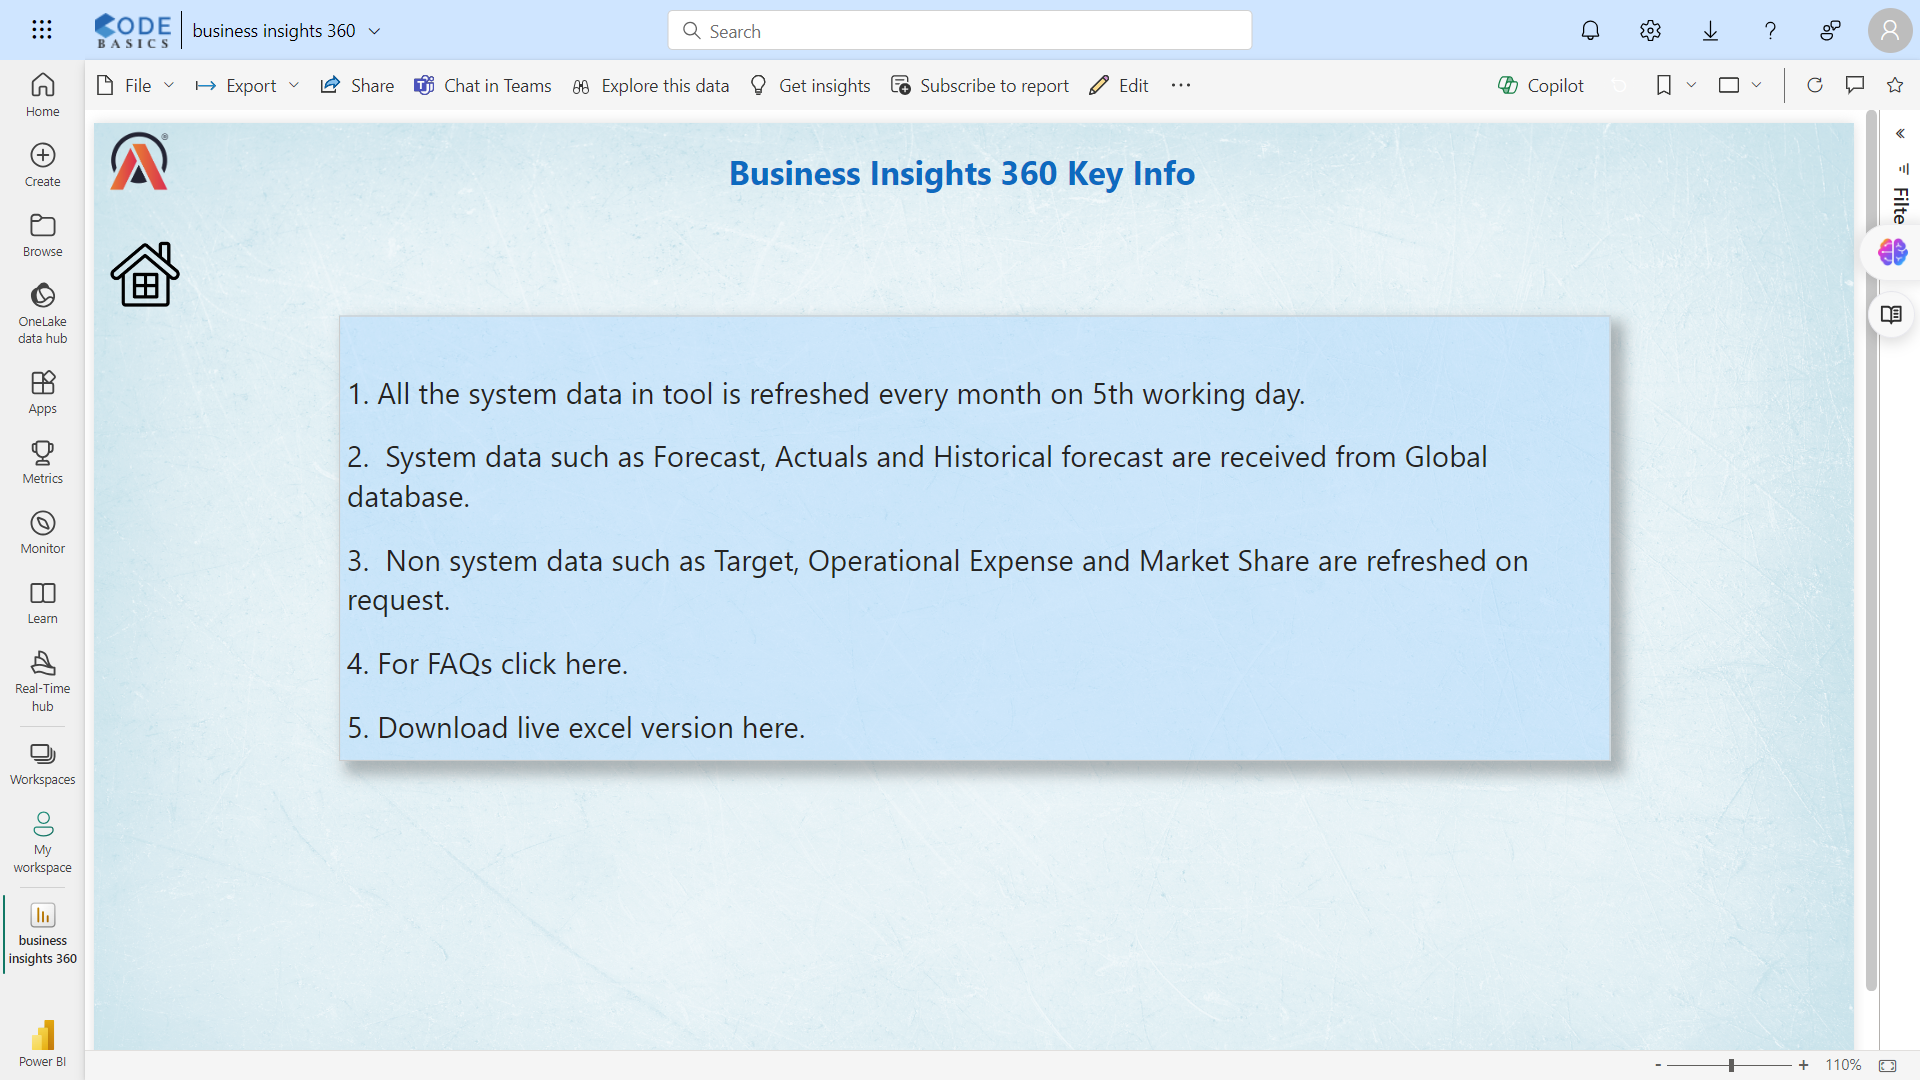 CODE
BASICS
business insights 360
Search
File
Export
Share
Chat in Teams
Explore this data
Get insights
Subscribe to report
Edit
Copilot
Home
Create
Browse
OneLake
data hub
Apps
Metrics
Monitor
Learn
Real-Time
hub
Workspaces
My
workspace
business
insights 360
Power BI
Business Insights 360 Key Info
1. All the system data in tool is refreshed every month on 5th working day.
2.  System data such as Forecast, Actuals and Historical forecast are received from Global
database.
3.  Non system data such as Target, Operational Expense and Market Share are refreshed on
request.
4. For FAQs click here.
5. Download live excel version here.
Filte
- + 110%